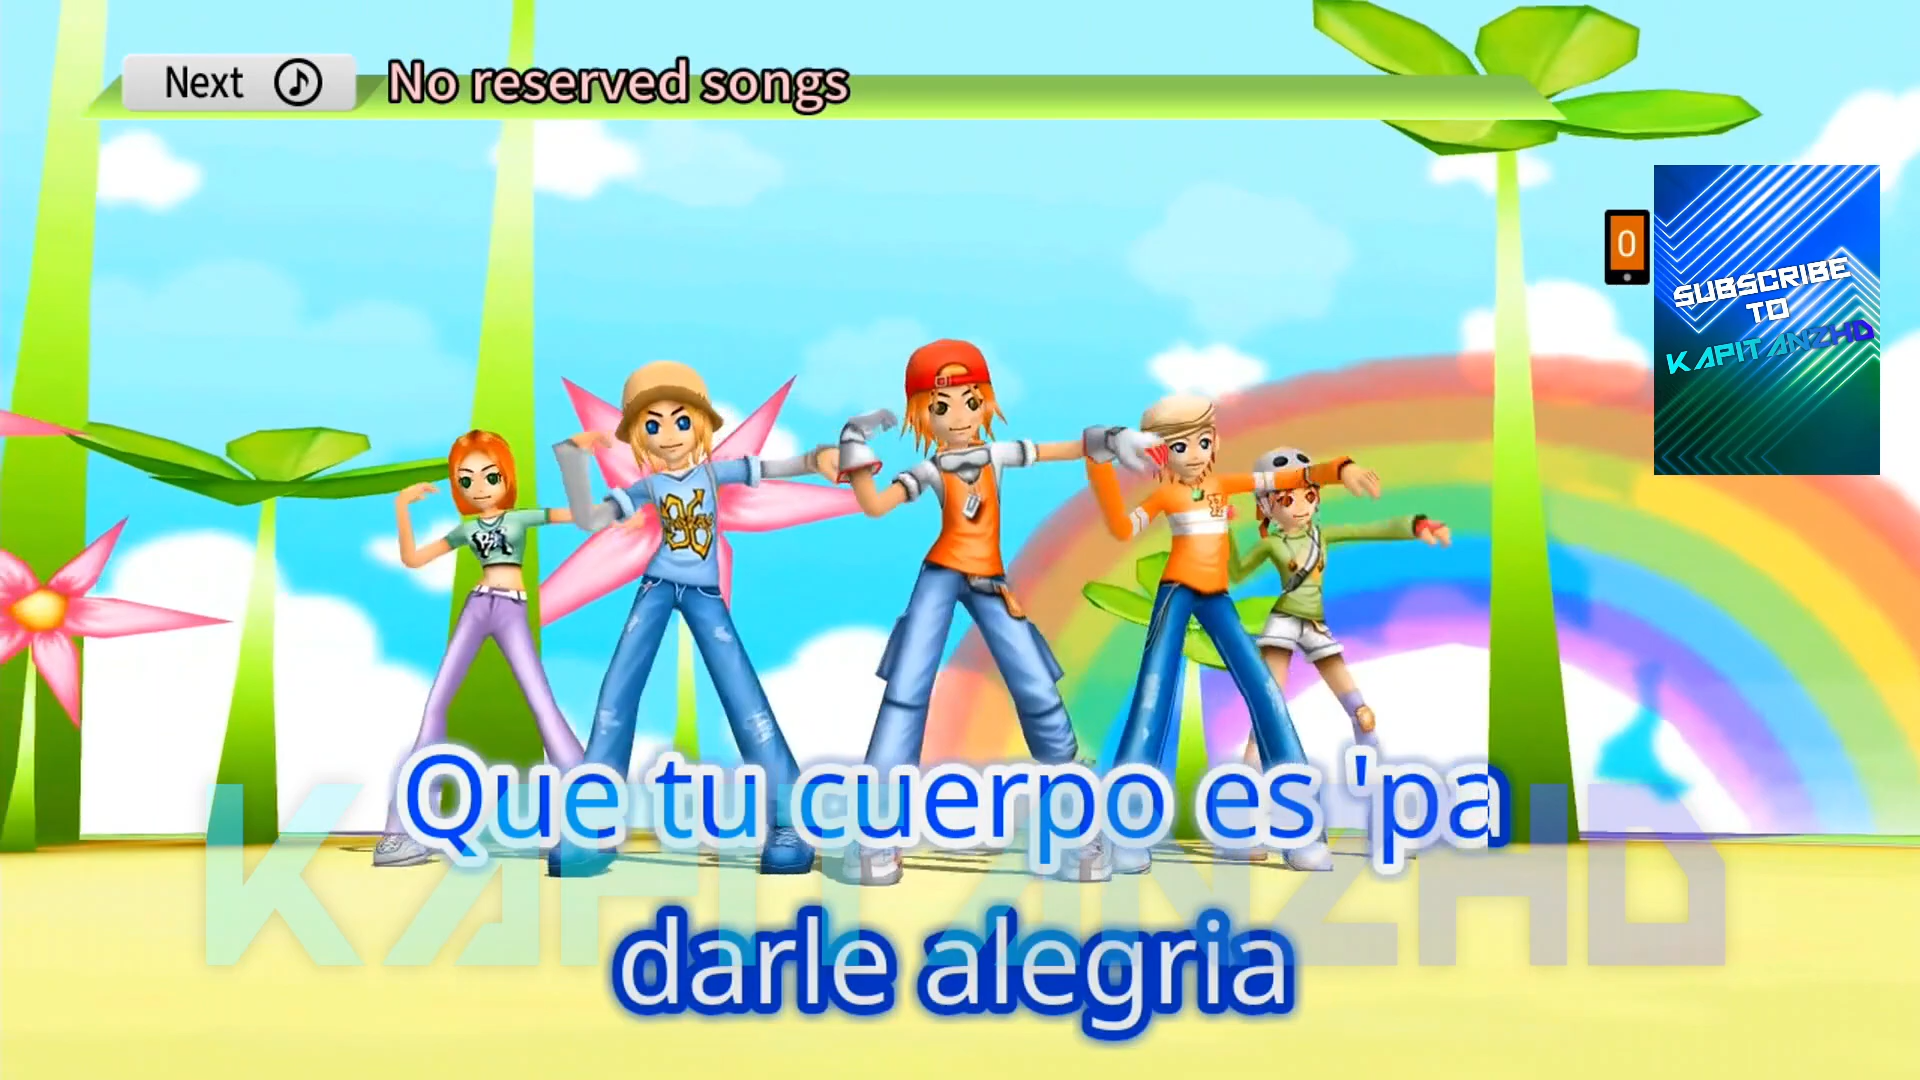 Next No reserved songs
0
SUBSCRIBE
TO
KAPITANZHD
Que tu cuerpo es 'pa
darle alegria
KAPITANZHD